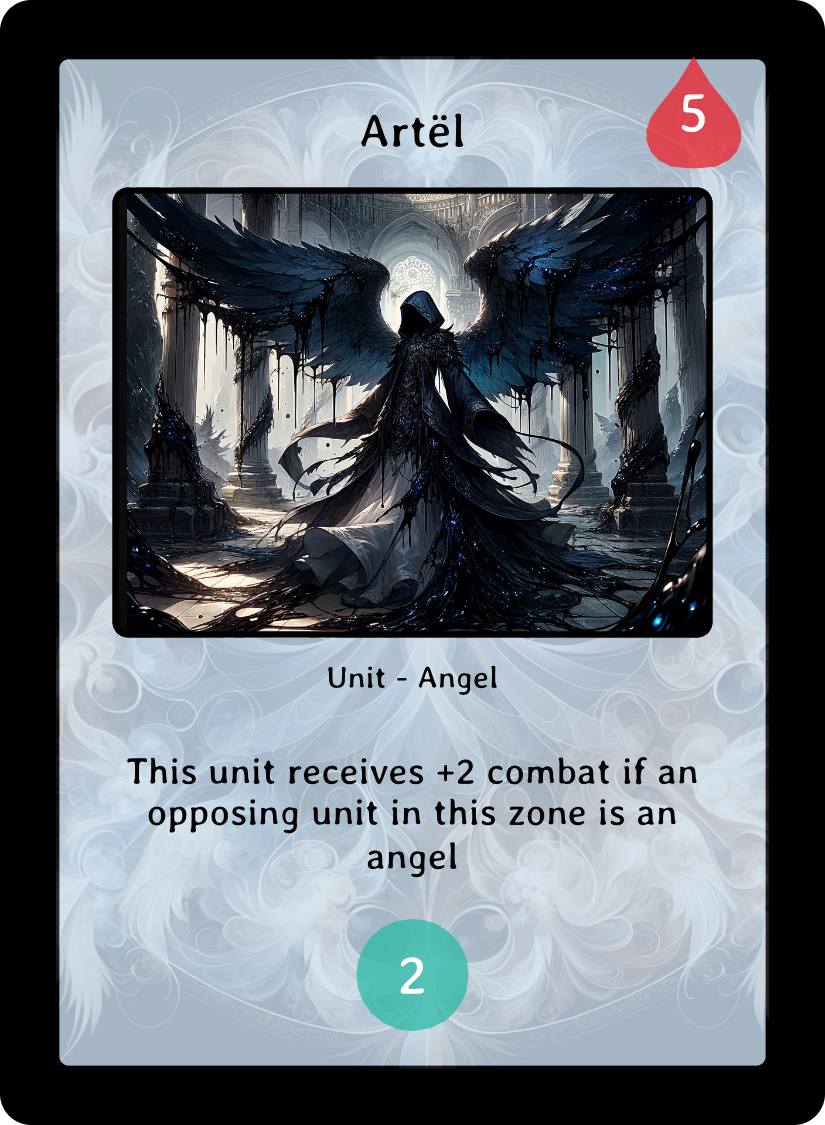 Artël
5
Unit - Angel
This unit receives +2 combat if an
opposing unit in this zone is an
angel
2